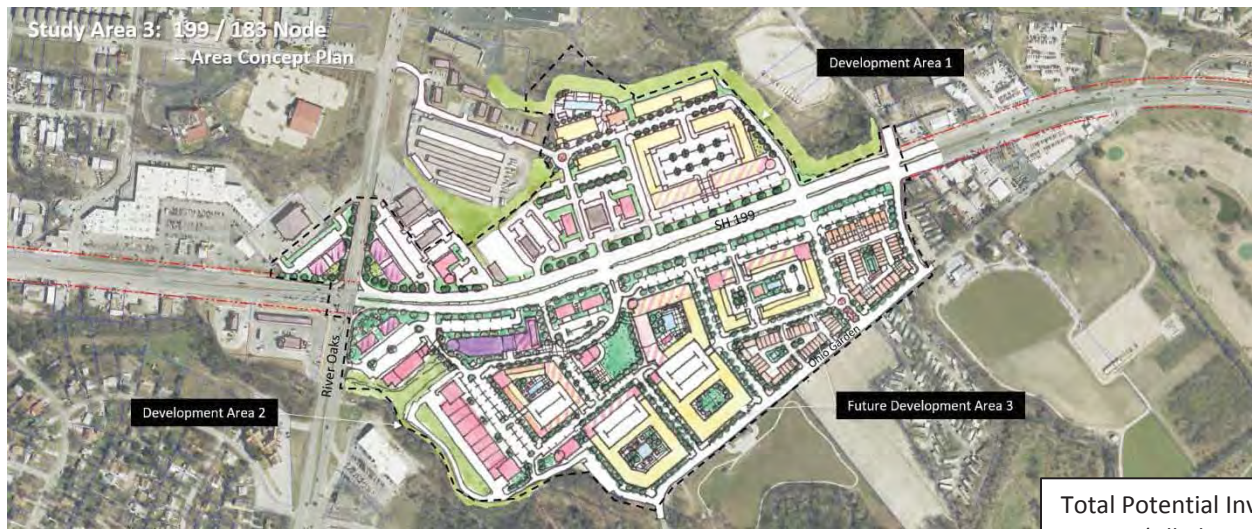 Study Area 3:  199 / 183 Node
-- Area Concept Plan
Development Area 1
SH 199
River Oaks
Ohio Garden
Development Area 2
Future Development Area 3
Total Potential Inv